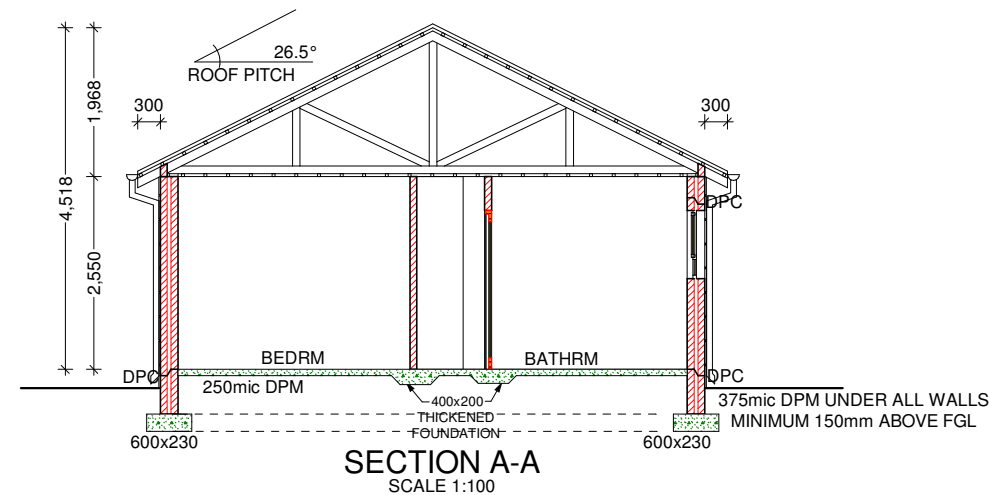 26.5°
ROOF PITCH
300
300
1,968
4,518
2,550
DPC
BEDRM
BATHRM
DPC
250mic DPM
DPC
400x200
THICKENED
FOUNDATION
375mic DPM UNDER ALL WALLS
MINIMUM 150mm ABOVE FGL
600x230
600x230
SECTION A-A
SCALE 1:100